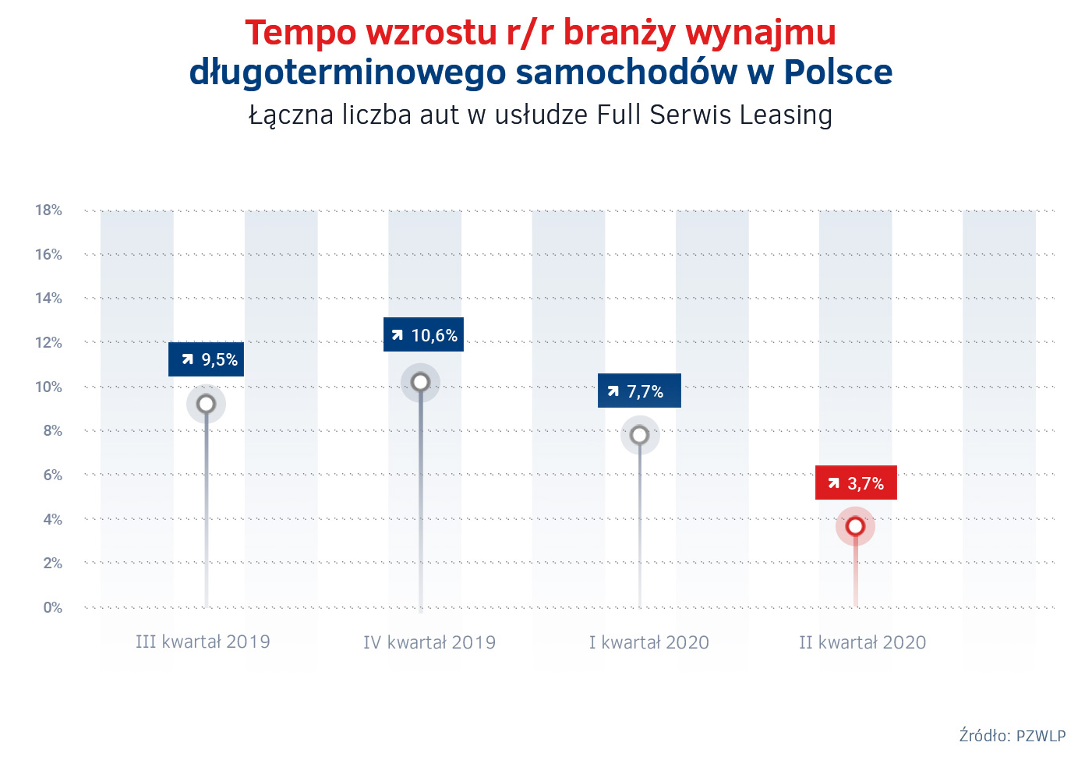 Tempo wzrostu r/r branży wynajmu
długoterminowego samochodów w Polsce
Łączna liczba aut w usłudze Full Serwis Leasing
18%
16%
14%
12%
10%
8%
6%
4%
2%
0%
9,5%
10,6%
7,7%
3,7%
III kwartał 2019
IV kwartał 2019
I kwartał 2020
II kwartał 2020
Źródło: PZWLP